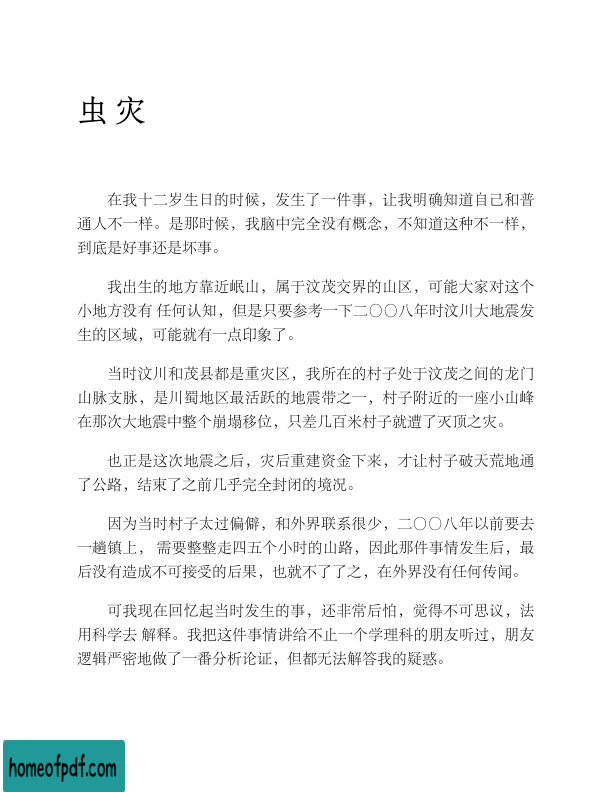 虫 灾
在我十二岁生日的时候，发生了一件事，让我明确知道自己和普
通人不一样。是那时候，我脑中完全没有概念，不知道这种不一样，
到底是好事还是坏事。
我出生的地方靠近岷山，属于汶茂交界的山区，可能大家对这个
小地方没有 任何认知，但是只要参考一下二〇〇八年时汶川大地震发
生的区域，可能就有一点印象了。
当时汶川和茂县都是重灾区，我所在的村子处于汶茂之间的龙门
山脉支脉，是川蜀地区最活跃的地震带之一，村子附近的一座小山峰
在那次大地震中整个崩塌移位，只差几百米村子就遭了灭顶之灾。
也正是这次地震之后，灾后重建资金下来，才让村子破天荒地通
了公路，结束了之前几乎完全封闭的境况。
因为当时村子太过偏僻，和外界联系很少，二〇〇八年以前要去
一趟镇上， 需要整整走四五个小时的山路，因此那件事情发生后，最
后没有造成不可接受的后果，也就不了了之，在外界没有任何传闻。
可我现在回忆起当时发生的事，还非常后怕，觉得不可思议，法
用科学去 解释。我把这件事情讲给不止一个学理科的朋友听过，朋友
逻辑严密地做了一番分析论证，但都无法解答我的疑惑。
homeofpdf.com